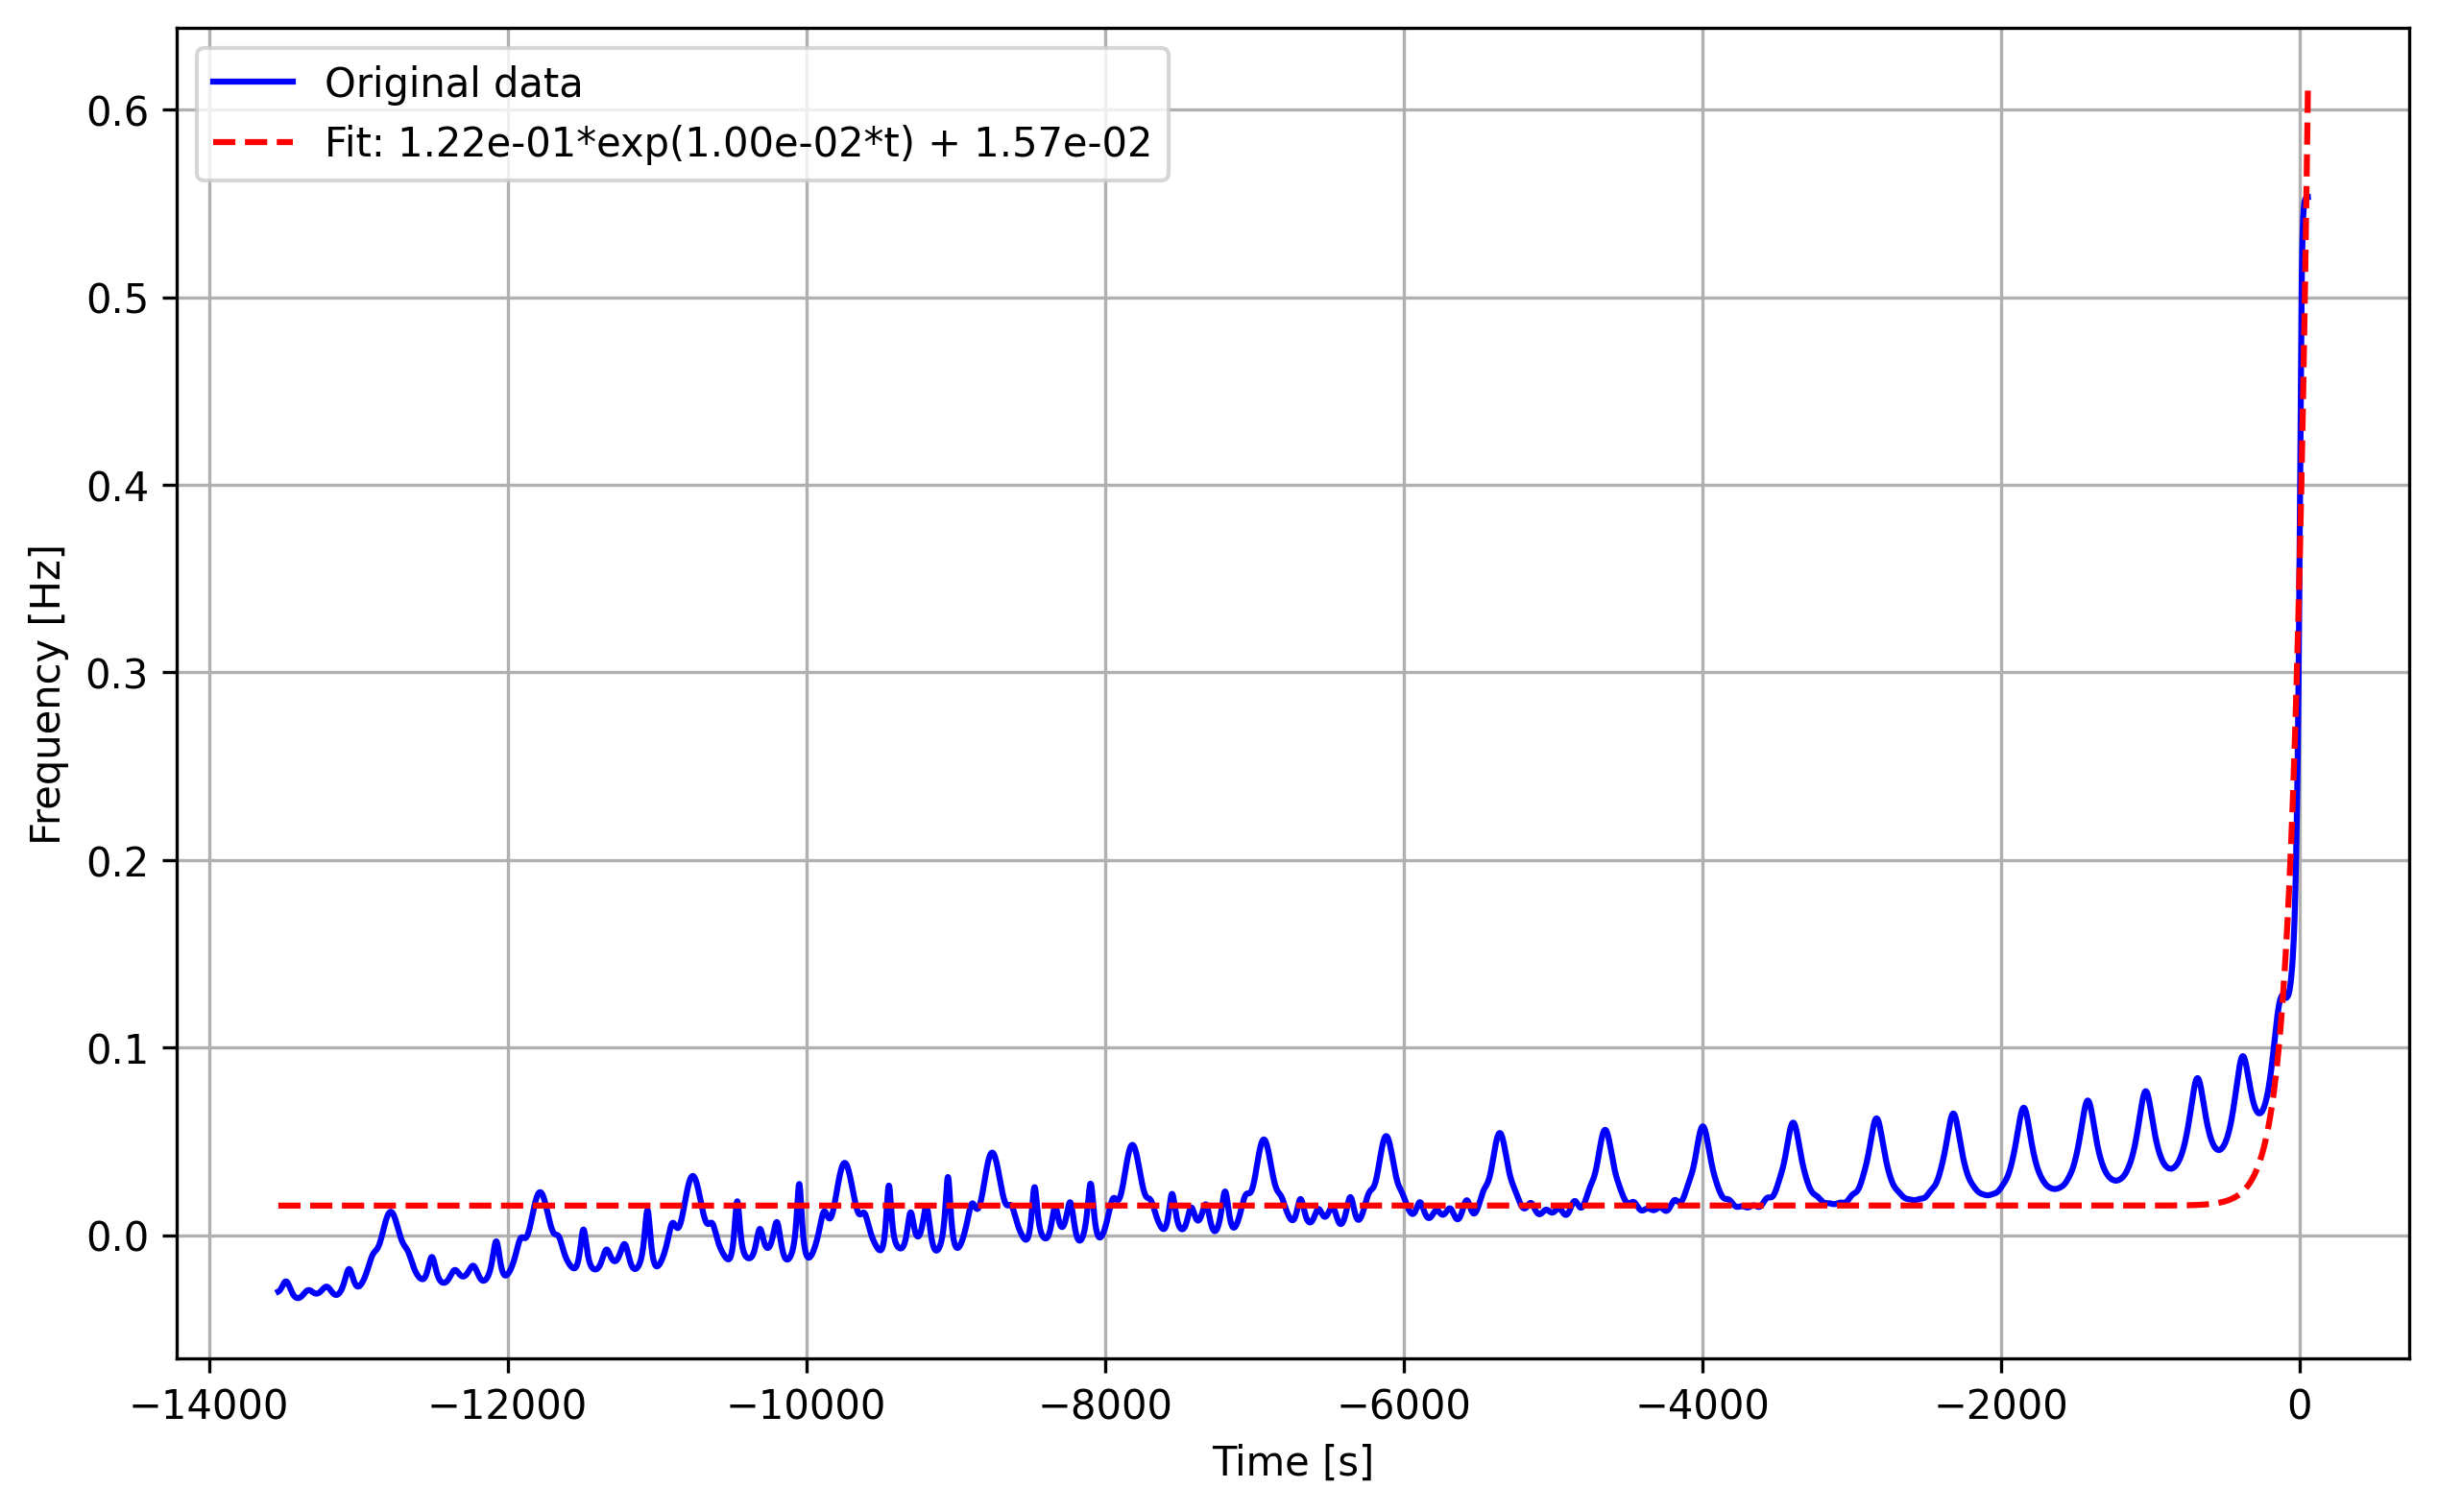 Original data
Fit: 1.22e-01*exp(1.00e-02*t) + 1.57e-02
0.6
0.5
0.4
0.3
0.2
0.1
0.0
Frequency [Hz]
−14000 −12000 −10000 −8000 −6000 −4000 −2000 0
Time [s]